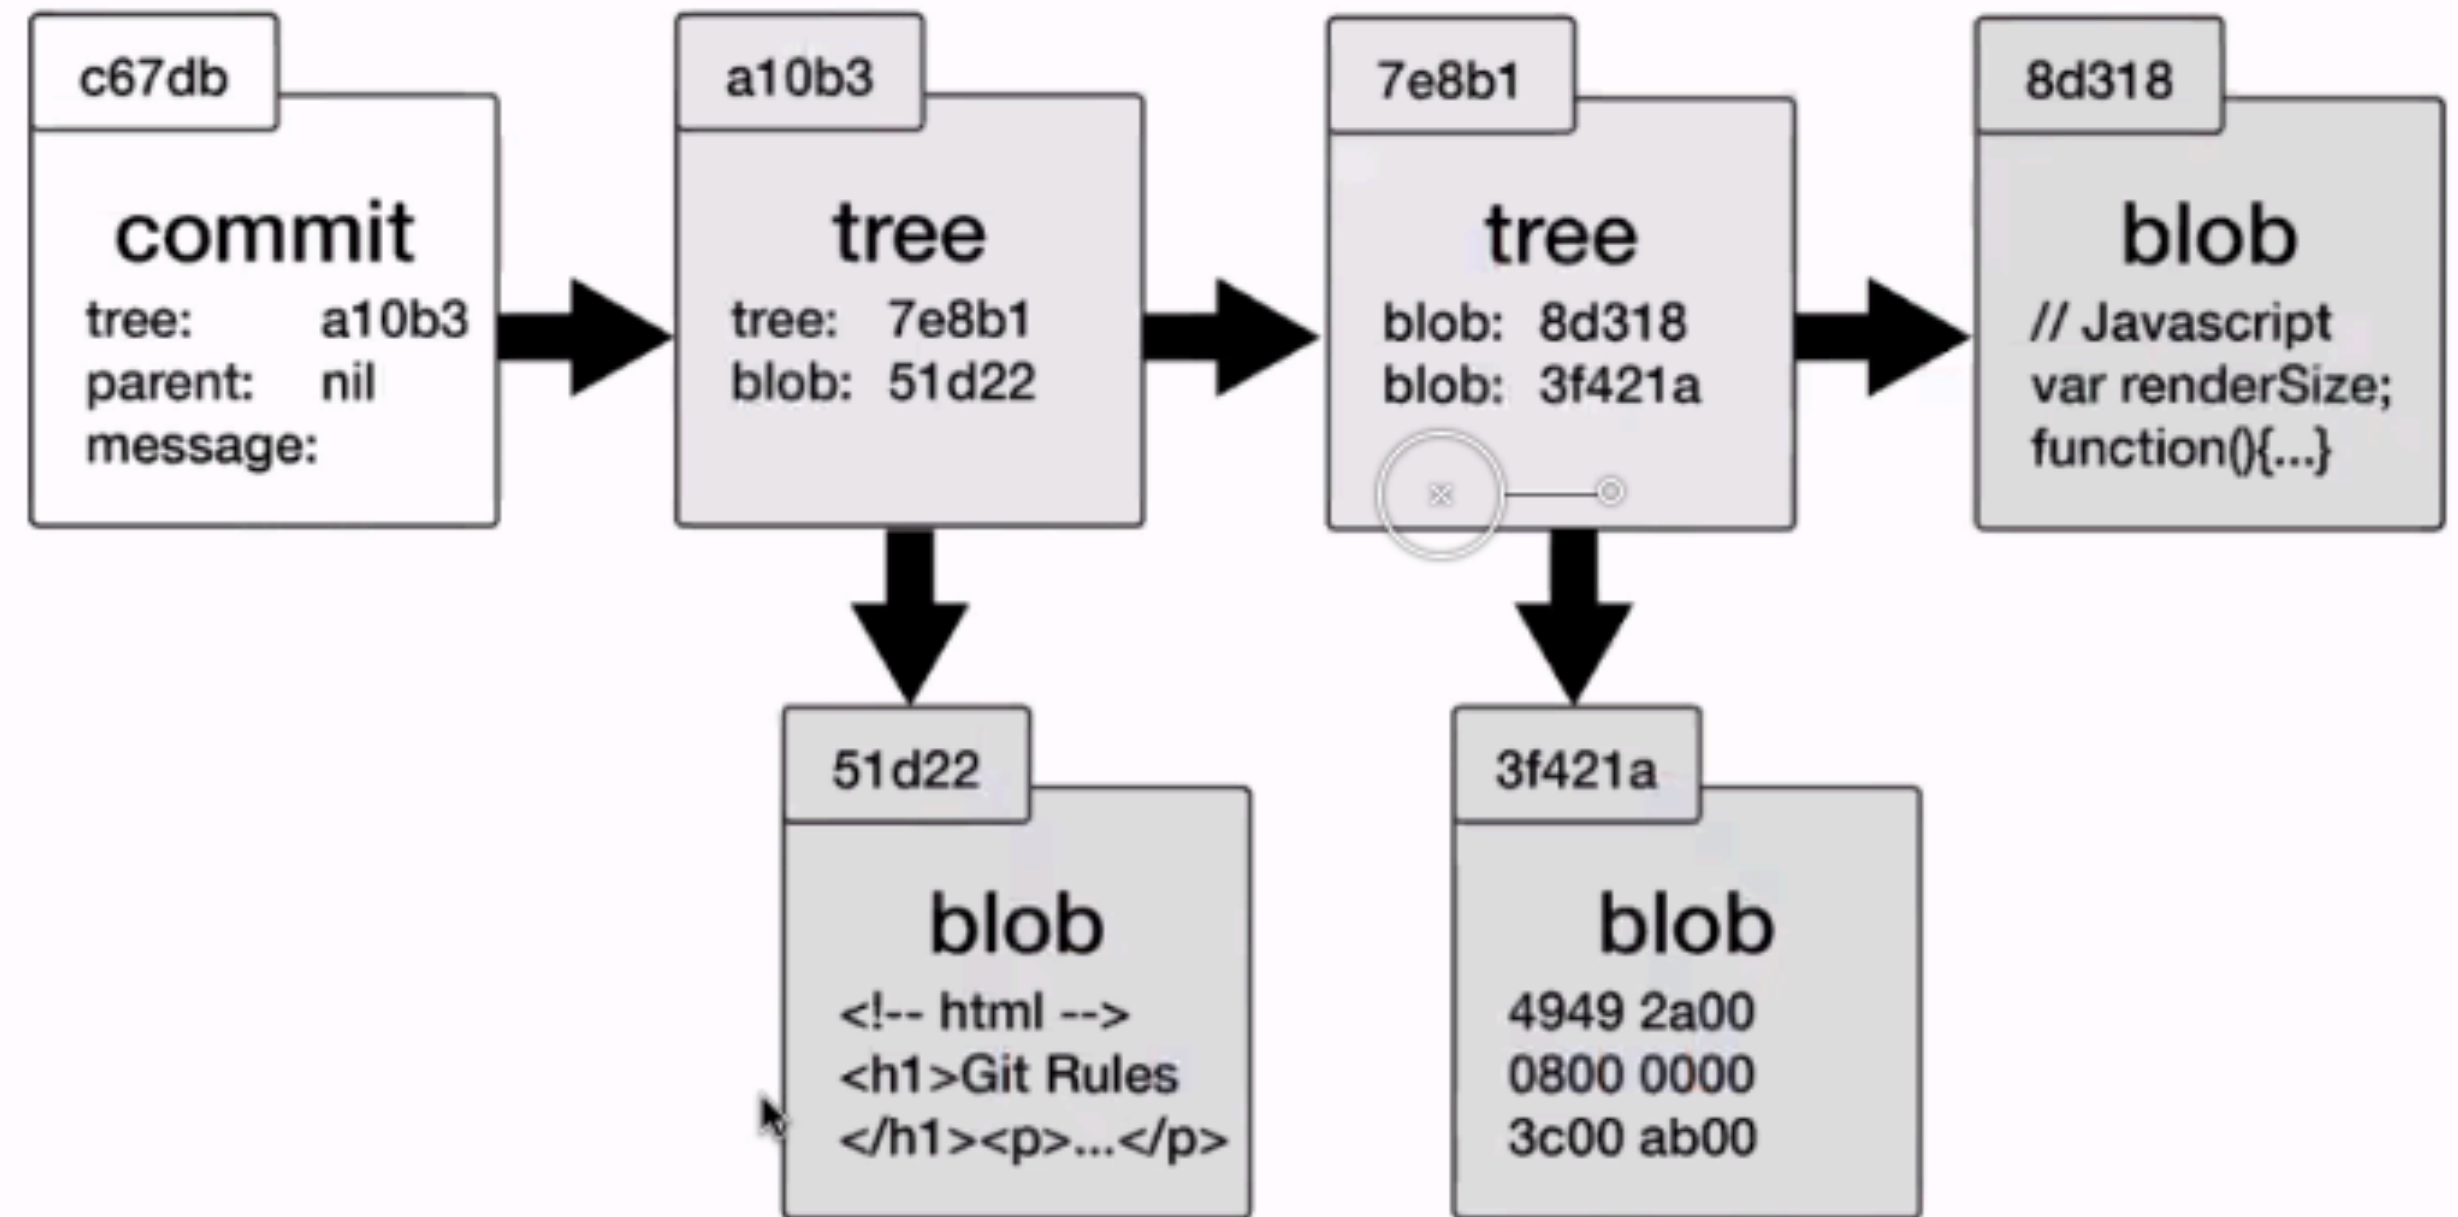 c67db
commit
tree: a10b3
parent: nil
message:
a10b3
tree
tree: 7e8b1
blob: 51d22
7e8b1
tree
blob: 8d318
blob: 3f421a
8d318
blob
// Javascript
var renderSize;
function(){...}
51d22
blob
<!-- html -->
<h1>Git Rules
</h1><p>...</p>
3f421a
blob
4949 2a00
0800 0000
3c00 ab00